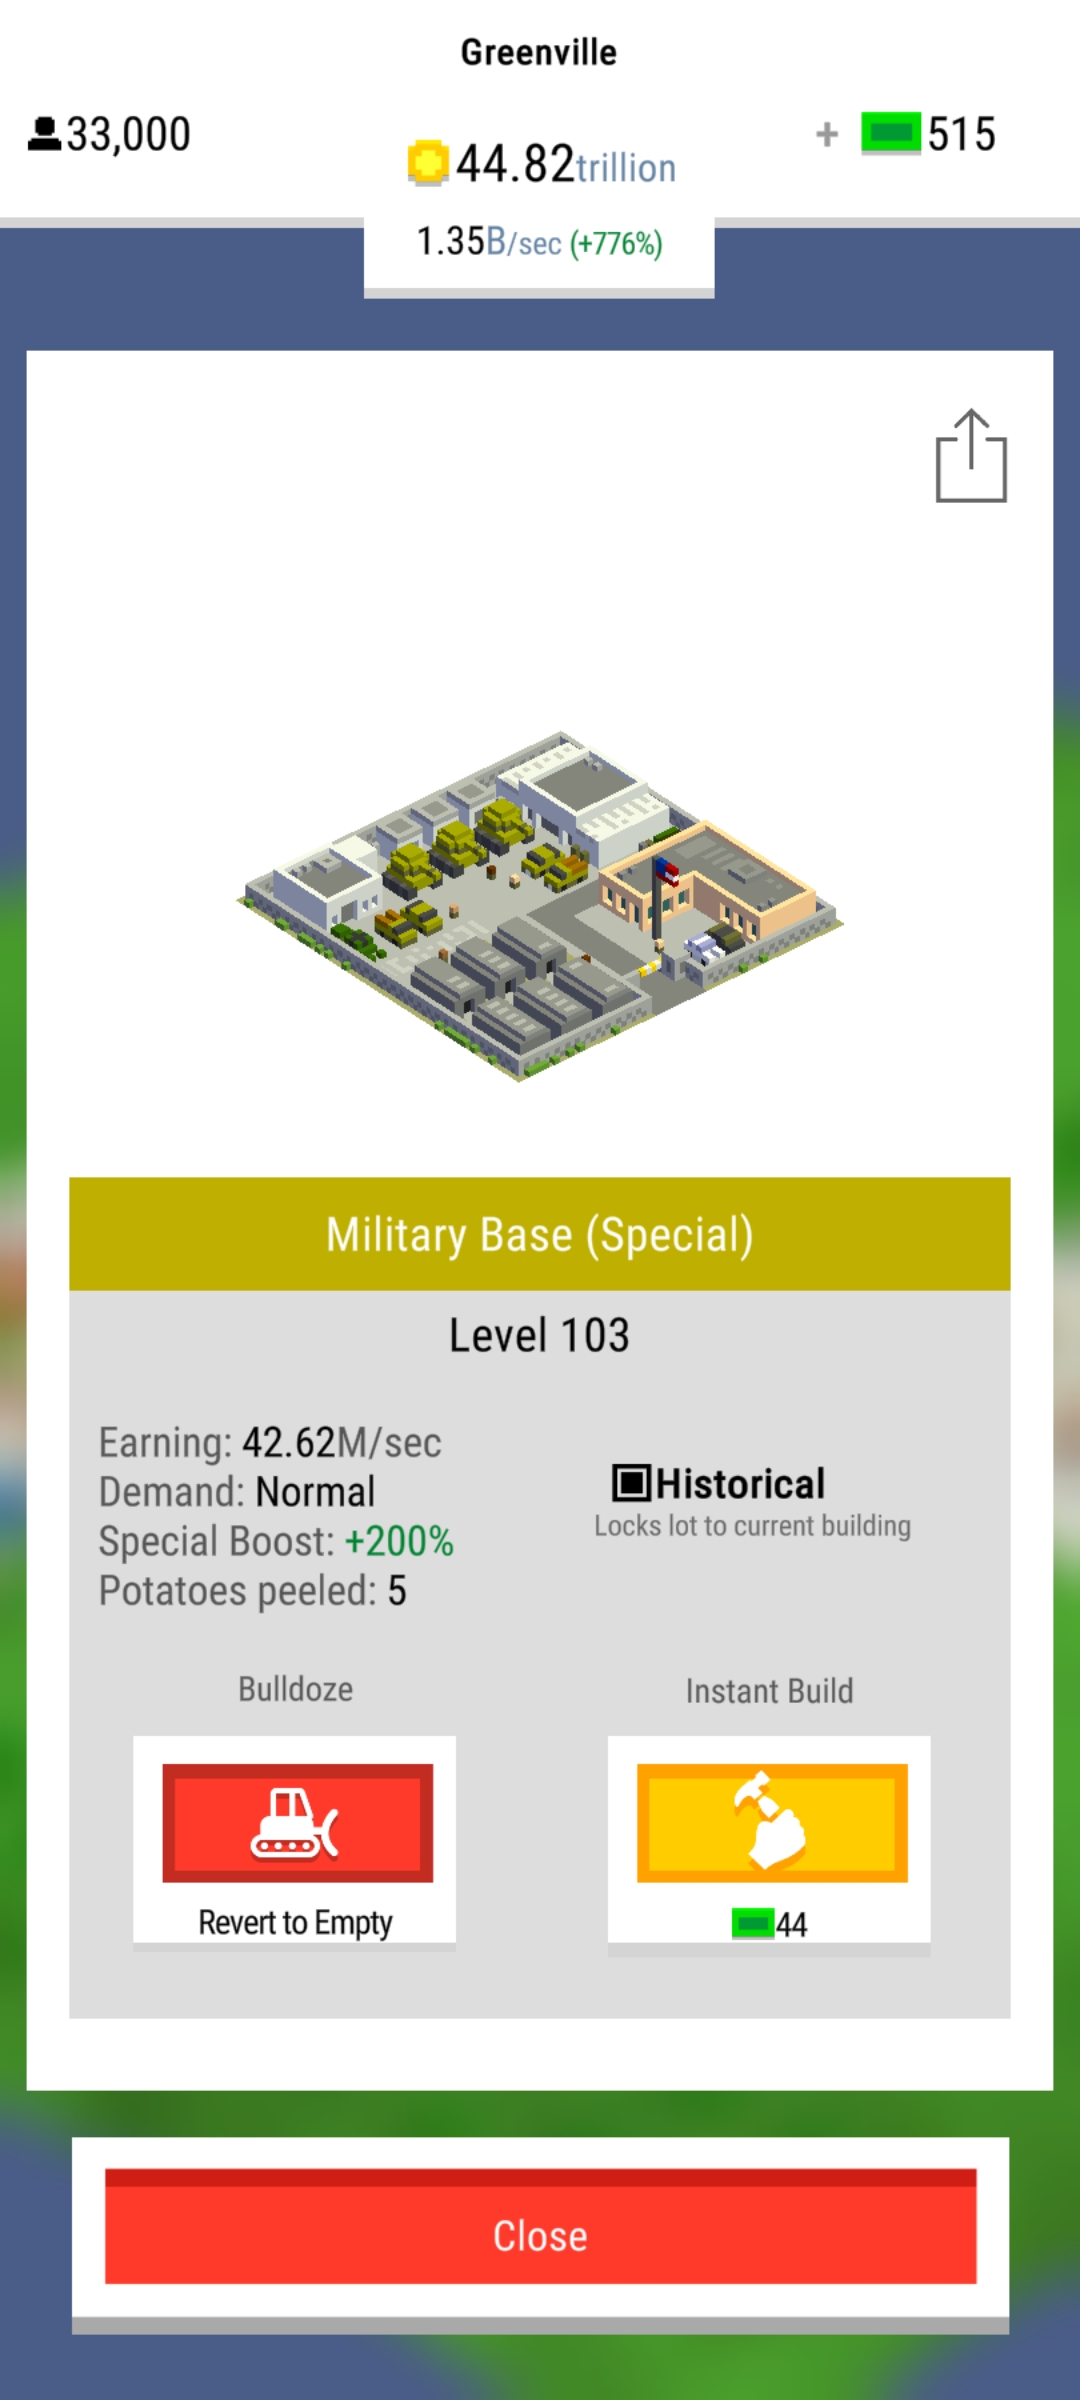 Greenville
33,000
44.82trillion
+ 515
1.35B/sec (+776%)
Military Base (Special)
Level 103
Earning: 42.62M/sec
Demand: Normal
Special Boost: +200%
Potatoes peeled: 5
Historical
Locks lot to current building
Bulldoze
Instant Build
Revert to Empty
44
Close